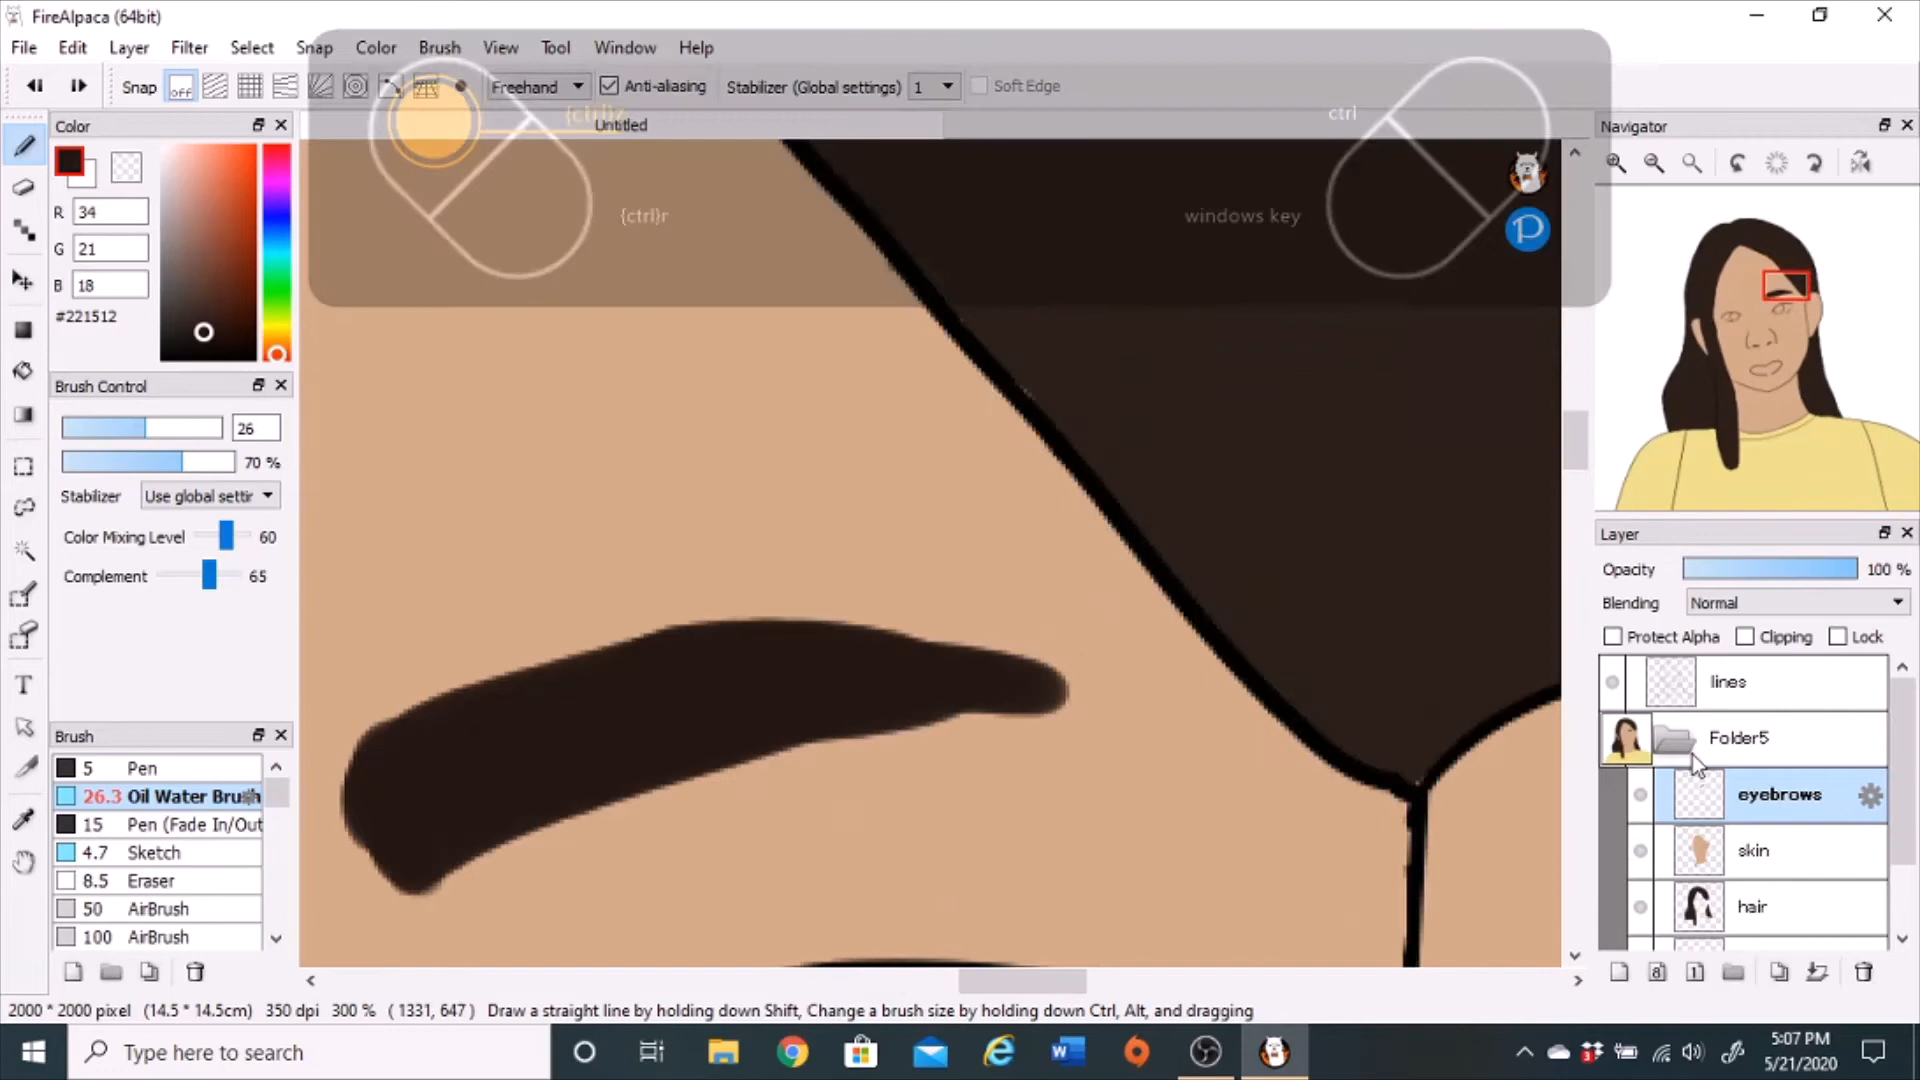 FireAlpaca (64bit)
File Edit Layer Filter Select Snap Color Brush View Tool Window Help
Snap off Freehand Anti-aliasing Stabilizer (Global settings) 1 Soft Edge
{ctrl}z ctrl
Color Untitled Navigator
{ctrl}r windows key
R 34
G 21
B 18
#221512
Brush Control
26
70 %
Stabilizer Use global settir
Color Mixing Level 60
Complement 65
Layer
Opacity 100 %
Blending Normal
Protect Alpha Clipping Lock
lines
Folder5
eyebrows
skin
hair
Brush
5 Pen
26.3 Oil Water Brush
15 Pen (Fade In/Out
4.7 Sketch
8.5 Eraser
50 AirBrush
100 AirBrush
2000 * 2000 pixel (14.5 * 14.5cm) 350 dpi 300 % ( 1331, 647 ) Draw a straight line by holding down Shift, Change a brush size by holding down Ctrl, Alt, and dragging
Type here to search
5:07 PM
5/21/2020